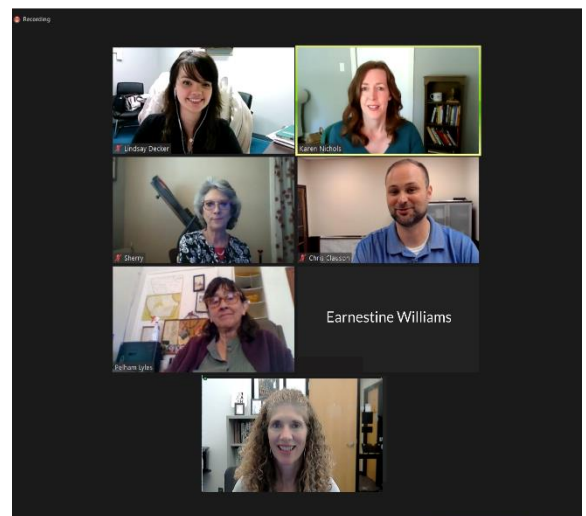 Recording
Lindsay Decker
Karen Nichols
Sherry
Chris Classon
Pelham Lyles
Earnestine Williams